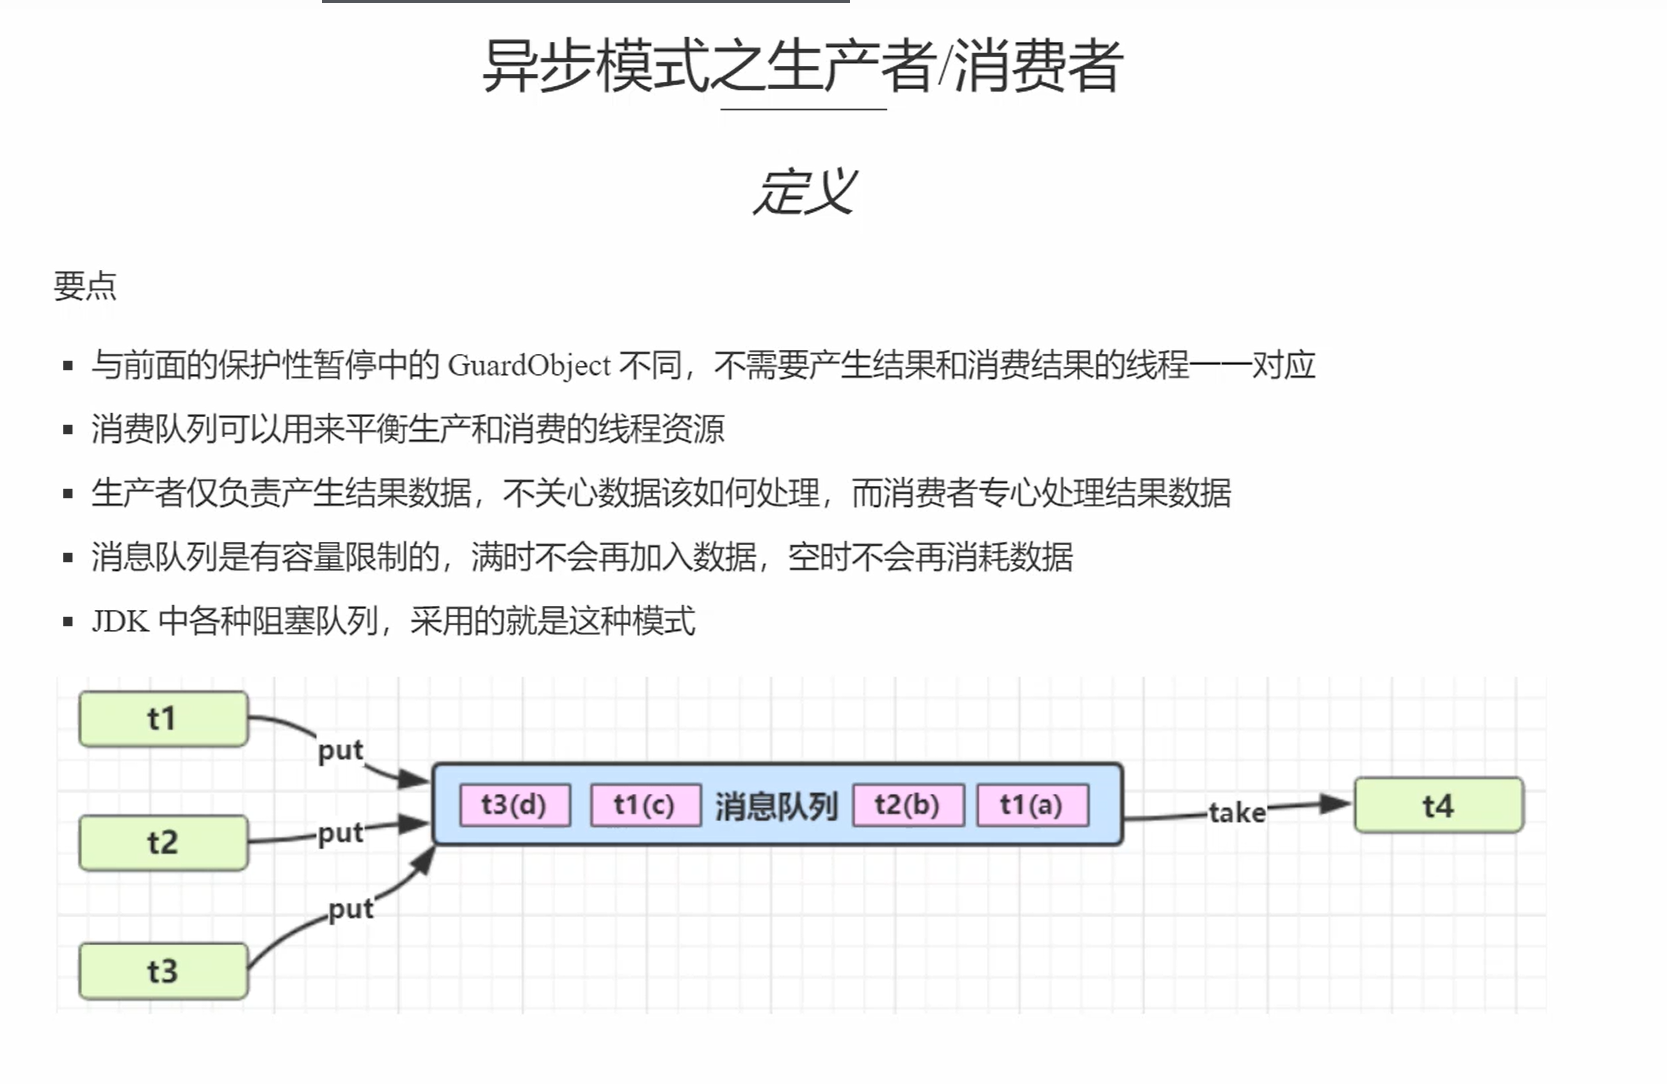 异步模式之生产者/消费者
定义
要点
▪ 与前面的保护性暂停中的 GuardObject 不同，不需要产生结果和消费结果的线程一一对应
▪ 消费队列可以用来平衡生产和消费的线程资源
▪ 生产者仅负责产生结果数据，不关心数据该如何处理，而消费者专心处理结果数据
▪ 消息队列是有容量限制的，满时不会再加入数据，空时不会再消耗数据
▪ JDK 中各种阻塞队列，采用的就是这种模式
t1
put
t2
put
t3
put
t3(d) t1(c) 消息队列 t2(b) t1(a)
take
t4